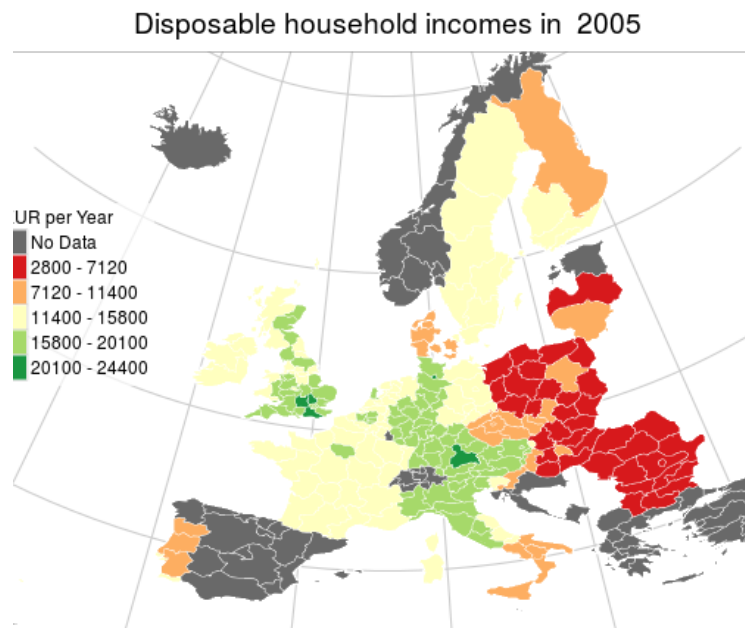 Disposable household incomes in 2005
EUR per Year
No Data
2800 - 7120
7120 - 11400
11400 - 15800
15800 - 20100
20100 - 24400